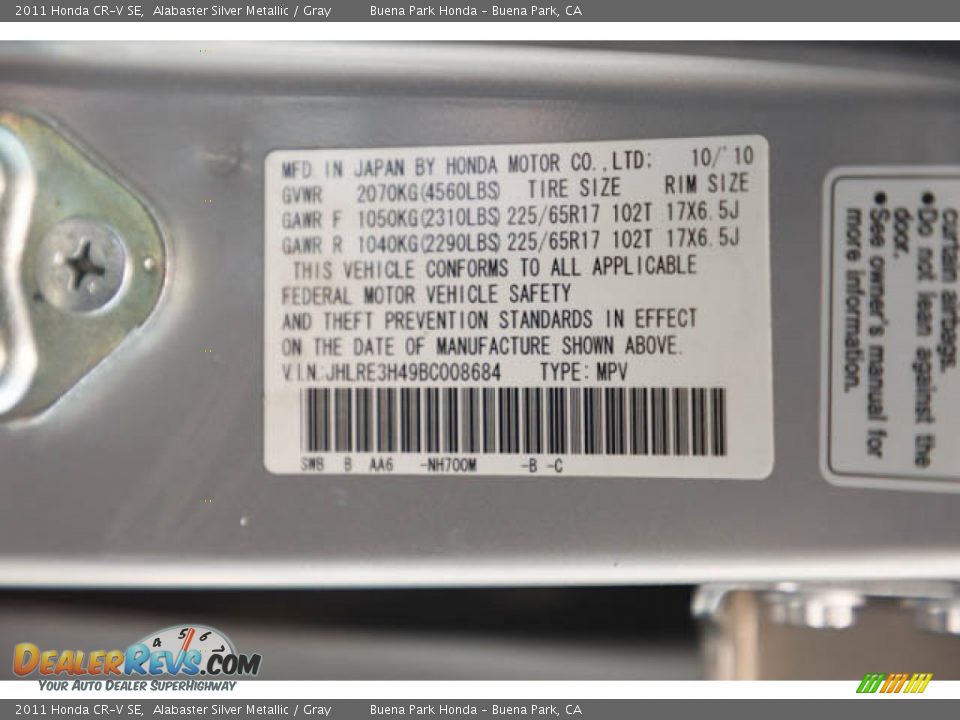 2011 Honda CR-V SE, Alabaster Silver Metallic / Gray Buena Park Honda - Buena Park, CA
MFD. IN JAPAN BY HONDA MOTOR CO.,LTD: 10/'10
GVWR 2070KG(4560LBS) TIRE SIZE RIM SIZE
GAWR F 1050KG(2310LBS) 225/65R17 102T 17X6.5J
GAWR R 1040KG(2290LBS) 225/65R17 102T 17X6.5J
THIS VEHICLE CONFORMS TO ALL APPLICABLE
FEDERAL MOTOR VEHICLE SAFETY
AND THEFT PREVENTION STANDARDS IN EFFECT
ON THE DATE OF MANUFACTURE SHOWN ABOVE.
V.I.N.:JHLRE3H49BC008684 TYPE: MPV
SWB B AA6 -NH700M -B -C
curtain airbags.
●Do not lean against the
door.
●See owner's manual for
more information.
4 5 6 7
DealerRevs.com
Your Auto Dealer SuperHighway
2011 Honda CR-V SE, Alabaster Silver Metallic / Gray Buena Park Honda - Buena Park, CA